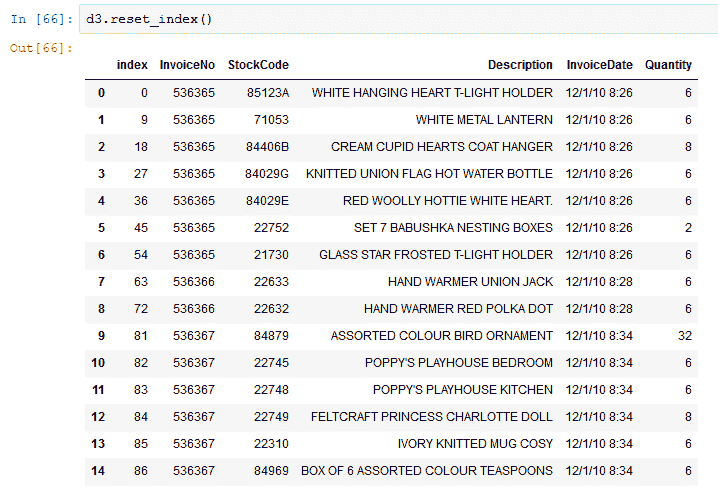 In [66]: d3.reset_index()
Out[66]:
index InvoiceNo StockCode Description InvoiceDate Quantity
0 0 536365 85123A WHITE HANGING HEART T-LIGHT HOLDER 12/1/10 8:26 6
1 9 536365 71053 WHITE METAL LANTERN 12/1/10 8:26 6
2 18 536365 84406B CREAM CUPID HEARTS COAT HANGER 12/1/10 8:26 8
3 27 536365 84029G KNITTED UNION FLAG HOT WATER BOTTLE 12/1/10 8:26 6
4 36 536365 84029E RED WOOLLY HOTTIE WHITE HEART. 12/1/10 8:26 6
5 45 536365 22752 SET 7 BABUSHKA NESTING BOXES 12/1/10 8:26 2
6 54 536365 21730 GLASS STAR FROSTED T-LIGHT HOLDER 12/1/10 8:26 6
7 63 536366 22633 HAND WARMER UNION JACK 12/1/10 8:28 6
8 72 536366 22632 HAND WARMER RED POLKA DOT 12/1/10 8:28 6
9 81 536367 84879 ASSORTED COLOUR BIRD ORNAMENT 12/1/10 8:34 32
10 82 536367 22745 POPPY'S PLAYHOUSE BEDROOM 12/1/10 8:34 6
11 83 536367 22748 POPPY'S PLAYHOUSE KITCHEN 12/1/10 8:34 6
12 84 536367 22749 FELTCRAFT PRINCESS CHARLOTTE DOLL 12/1/10 8:34 8
13 85 536367 22310 IVORY KNITTED MUG COSY 12/1/10 8:34 6
14 86 536367 84969 BOX OF 6 ASSORTED COLOUR TEASPOONS 12/1/10 8:34 6